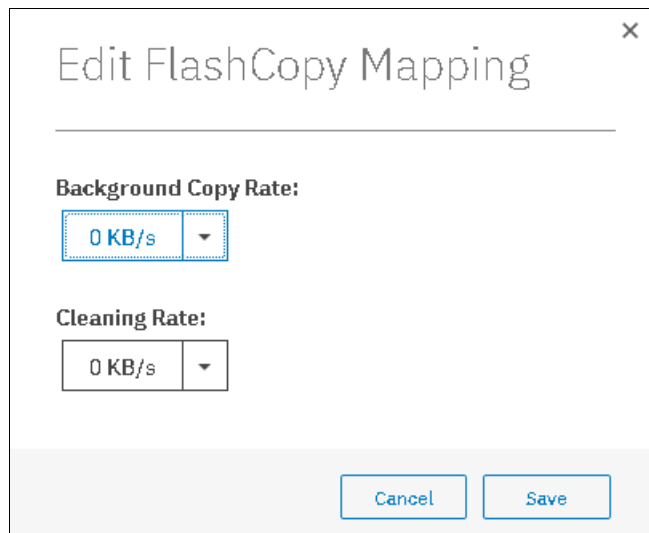 Edit FlashCopy Mapping
Background Copy Rate:
0 KB/s
Cleaning Rate:
0 KB/s
Cancel Save